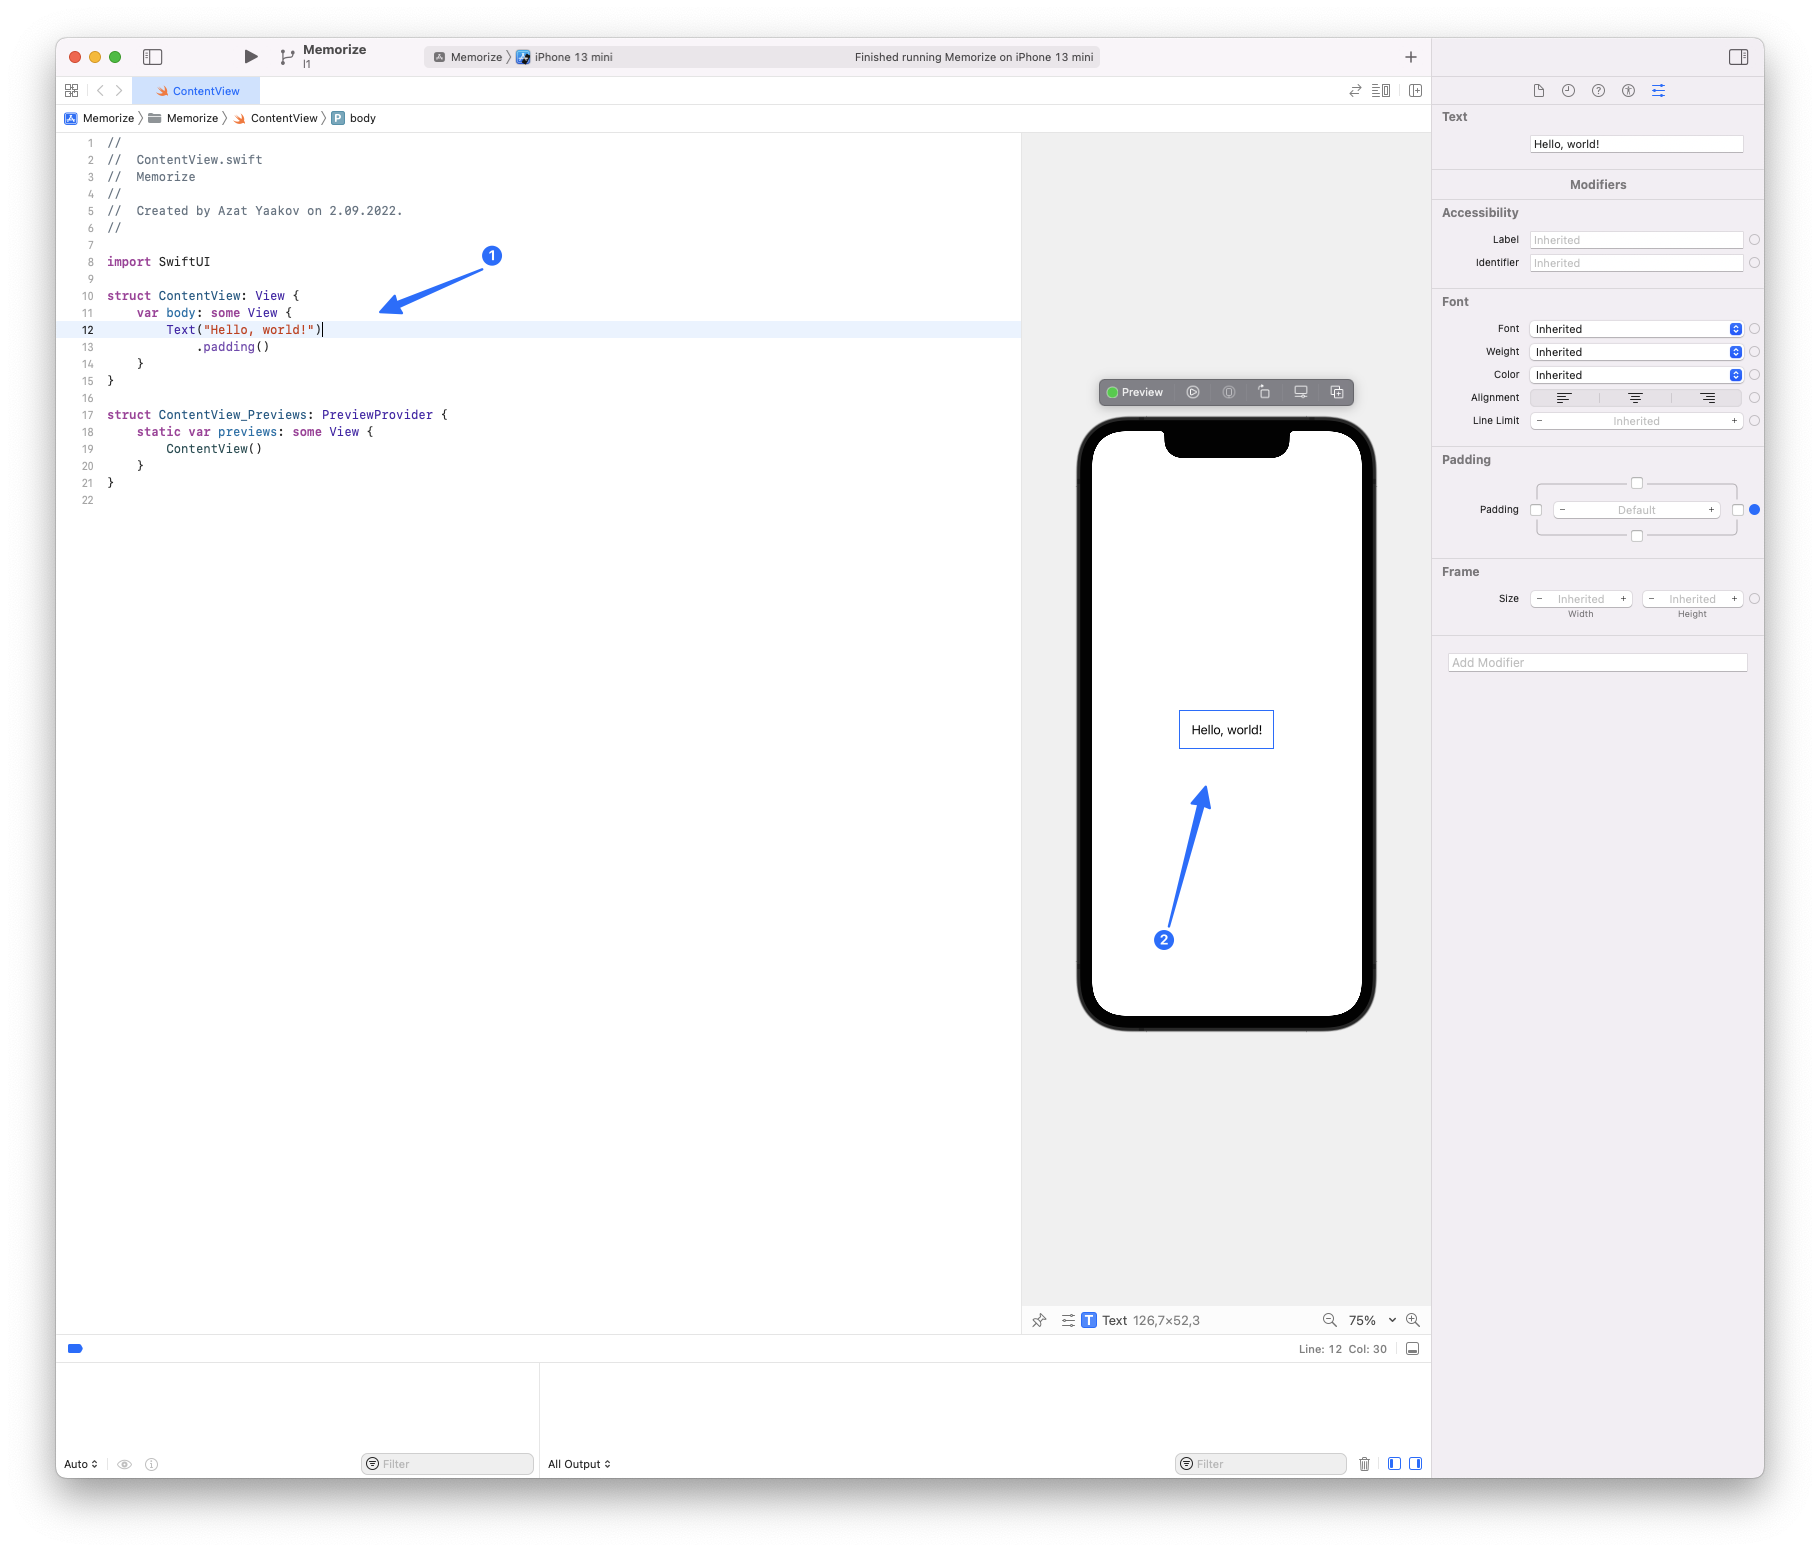 Memorize
l1
Memorize
iPhone 13 mini
Finished running Memorize on iPhone 13 mini
ContentView
Memorize
Memorize
ContentView
P
body
1 //
2 //  ContentView.swift
3 //  Memorize
4 //
5 //  Created by Azat Yaakov on 2.09.2022.
6 //
7
8 import SwiftUI
9
10 struct ContentView: View {
11     var body: some View {
12         Text("Hello, world!")
13             .padding()
14     }
15 }
16
17 struct ContentView_Previews: PreviewProvider {
18     static var previews: some View {
19         ContentView()
20     }
21 }
22
1
Preview
Hello, world!
2
T Text 126,7×52,3
75%
Line: 12 Col: 30
Auto
Filter
All Output
Filter
Text
Hello, world!
Modifiers
Accessibility
Label Inherited
Identifier Inherited
Font
Font Inherited
Weight Inherited
Color Inherited
Alignment
Line Limit − Inherited +
Padding
Padding − Default +
Frame
Size − Inherited + − Inherited +
Width Height
Add Modifier